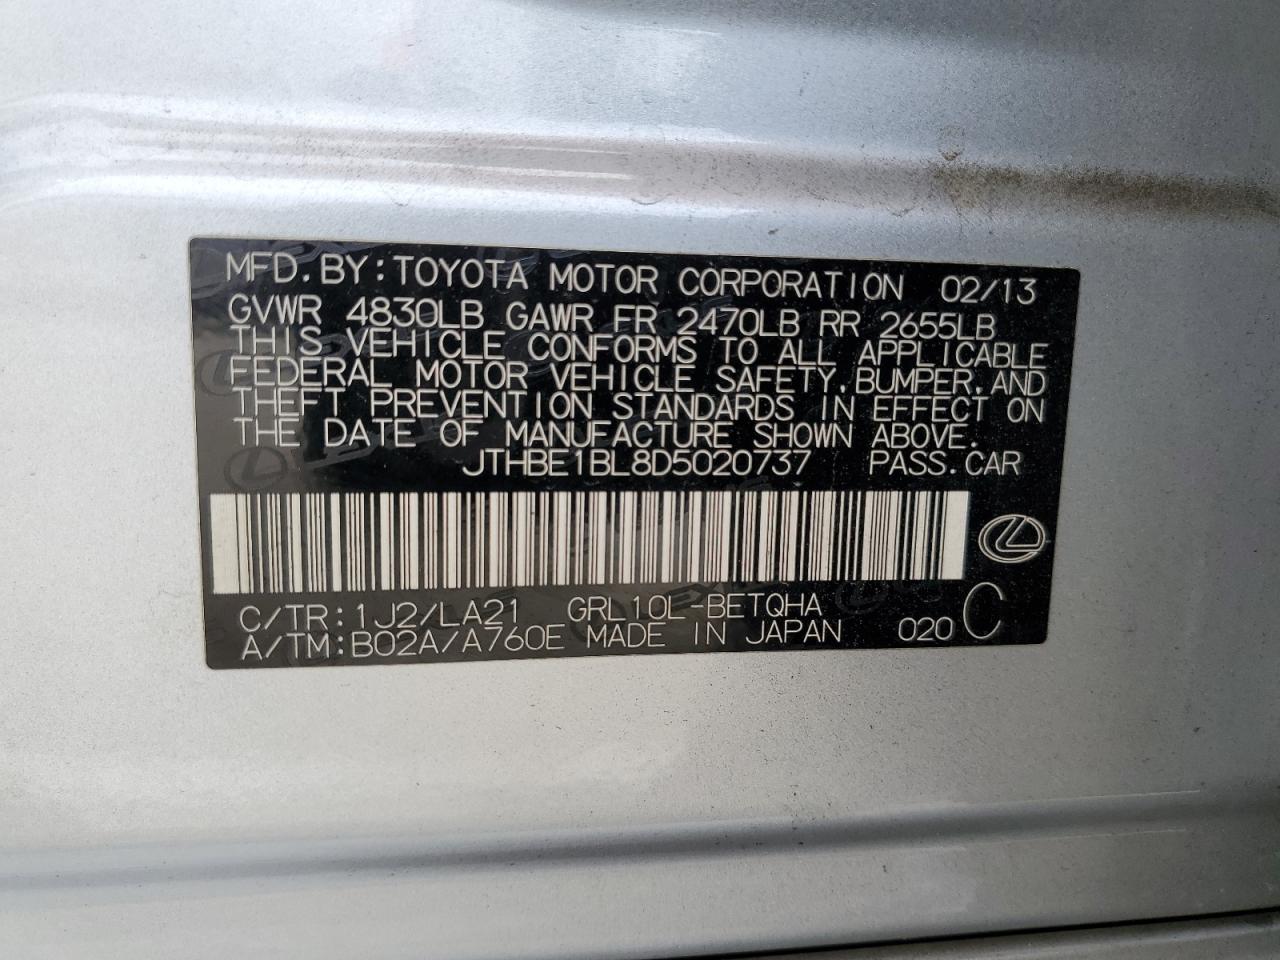 MFD.BY:TOYOTA MOTOR CORPORATION 02/13
GVWR 4830LB GAWR FR 2470LB RR 2655LB
THIS VEHICLE CONFORMS TO ALL APPLICABLE
FEDERAL MOTOR VEHICLE SAFETY,BUMPER,AND
THEFT PREVENTION STANDARDS IN EFFECT ON
THE DATE OF MANUFACTURE SHOWN ABOVE.
JTHBE1BL8D5020737 PASS.CAR
C/TR:1J2/LA21 GRL10L-BETQHA
A/TM:B02A/A760E MADE IN JAPAN 020 C